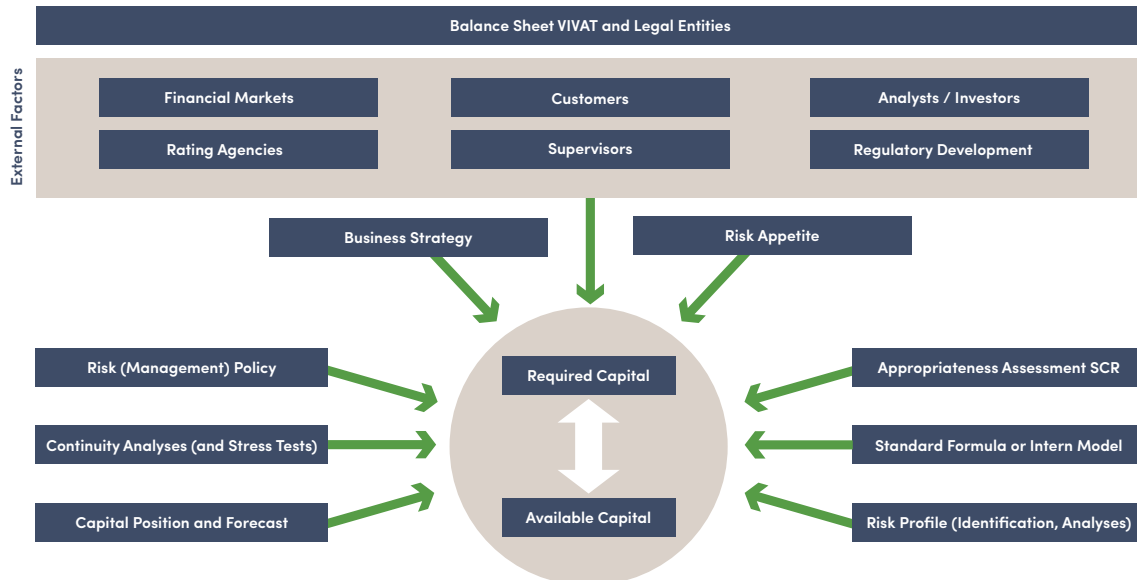 Balance Sheet VIVAT and Legal Entities
External Factors
Financial Markets
Customers
Analysts / Investors
Rating Agencies
Supervisors
Regulatory Development
Business Strategy
Risk Appetite
Risk (Management) Policy
Required Capital
Appropriateness Assessment SCR
Continuity Analyses (and Stress Tests)
Standard Formula or Intern Model
Capital Position and Forecast
Available Capital
Risk Profile (Identification, Analyses)